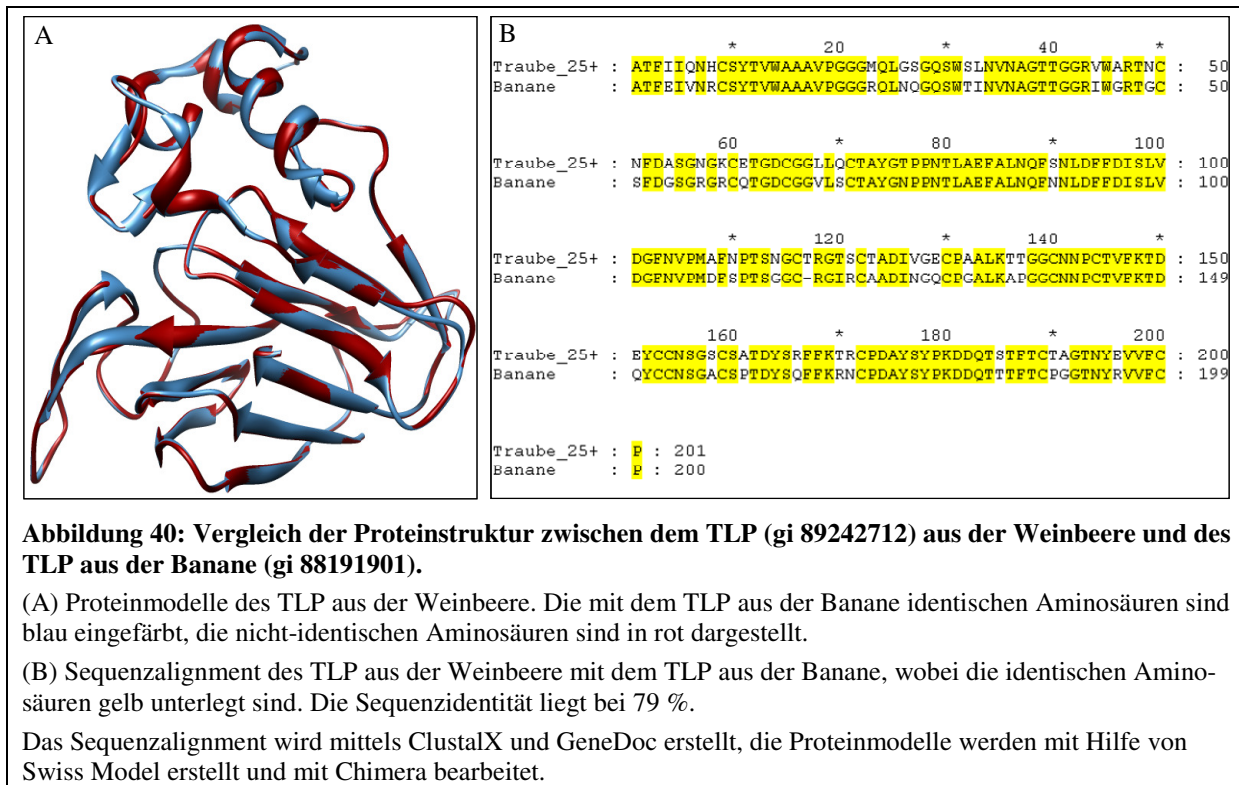 A
B
* 20 * 40 *
Traube_25+ : ATFIIQNHCSYTVWAAAVPGGGMQLGSGQSWSLNVNAGTTGGRVWARTNC : 50
Banane : ATFEIVNRCSYTVWAAAVPGGGRQLNQGQSWTINVNAGTTGGRIWGRTGC : 50
60 * 80 * 100
Traube_25+ : NFDASGNGKCETGDCGGLLQCTAYGTPPNTLAEFALNQFSNLDFFDISLV : 100
Banane : SFDGSGRGRCQTGDCGGVLSCTAYGNPPNTLAEFALNQFNNLDFFDISLV : 100
* 120 * 140 *
Traube_25+ : DGFNVPMAFNPTSNGCTRGTSCTADIVGECPAALKTTGGCNNPCTVFKTD : 150
Banane : DGFNVPMDFSPTSGGC-RGIRCAADINGQCPGALKAPGGCNNPCTVFKTD : 149
160 * 180 * 200
Traube_25+ : EYCCNSGSCSATDYSRFFKTRCPDAYSYPKDDQTSTFTCTAGTNYEVVFC : 200
Banane : QYCCNSGACSPTDYSQFFKRNCPDAYSYPKDDQTTTFTCPGGTNYRVVFC : 199
Traube_25+ : P : 201
Banane : P : 200
Abbildung 40: Vergleich der Proteinstruktur zwischen dem TLP (gi 89242712) aus der Weinbeere und des
TLP aus der Banane (gi 88191901).
(A) Proteinmodelle des TLP aus der Weinbeere. Die mit dem TLP aus der Banane identischen Aminosäuren sind
blau eingefärbt, die nicht-identischen Aminosäuren sind in rot dargestellt.
(B) Sequenzalignment des TLP aus der Weinbeere mit dem TLP aus der Banane, wobei die identischen Amino-
säuren gelb unterlegt sind. Die Sequenzidentität liegt bei 79 %.
Das Sequenzalignment wird mittels ClustalX und GeneDoc erstellt, die Proteinmodelle werden mit Hilfe von
Swiss Model erstellt und mit Chimera bearbeitet.